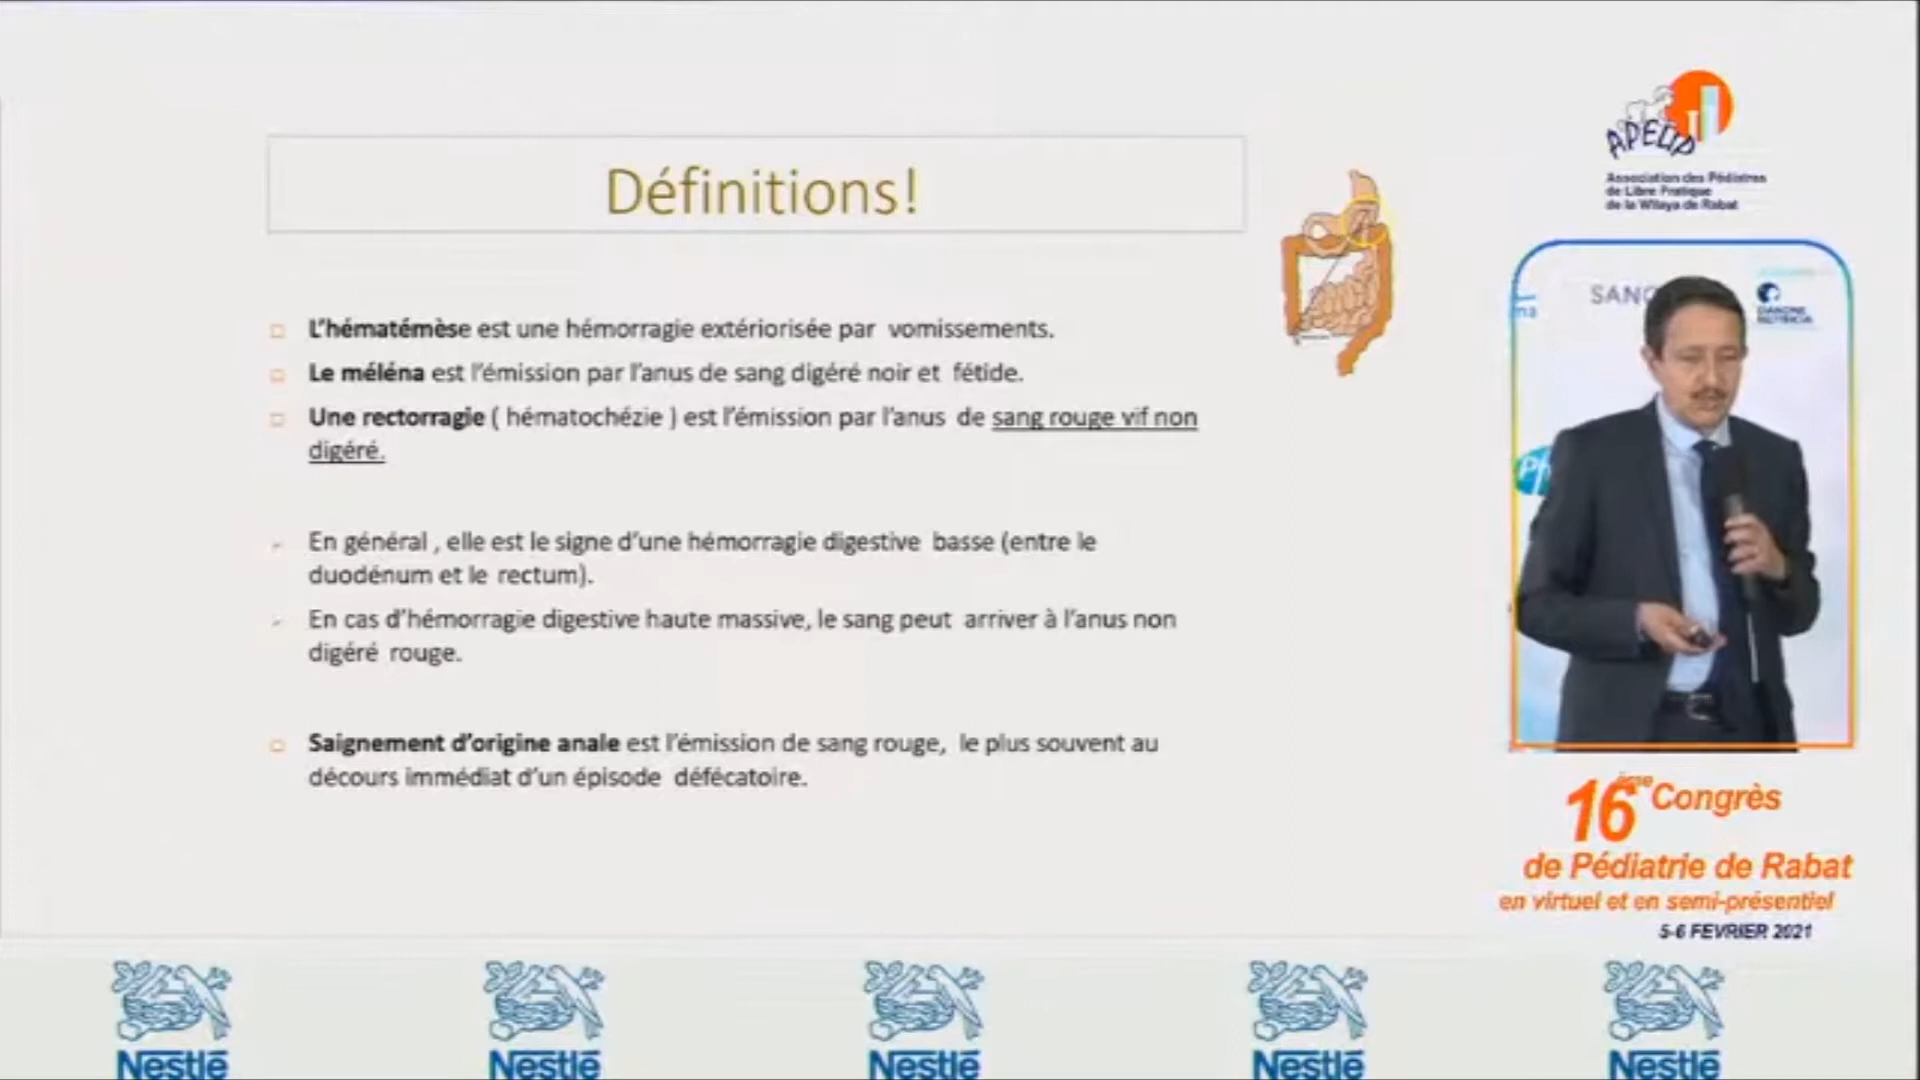 Définitions!
L'hématémèse est une hémorragie extériorisée par vomissements.
Le méléna est l'émission par l'anus de sang digéré noir et fétide.
Une rectorragie ( hématochézie ) est l'émission par l'anus de sang rouge vif non
digéré.
En général , elle est le signe d'une hémorragie digestive basse (entre le
duodénum et le rectum).
En cas d'hémorragie digestive haute massive, le sang peut arriver à l'anus non
digéré rouge.
Saignement d'origine anale est l'émission de sang rouge, le plus souvent au
décours immédiat d'un épisode défécatoire.
APELIP
Association des Pédiatres
de Libre Pratique
de la Wilaya de Rabat
DANONE
NUTRICIA
16ème Congrès
de Pédiatrie de Rabat
en virtuel et en semi-présentiel
5-6 FEVRIER 2021
Nestlé Nestlé Nestlé Nestlé Nestlé